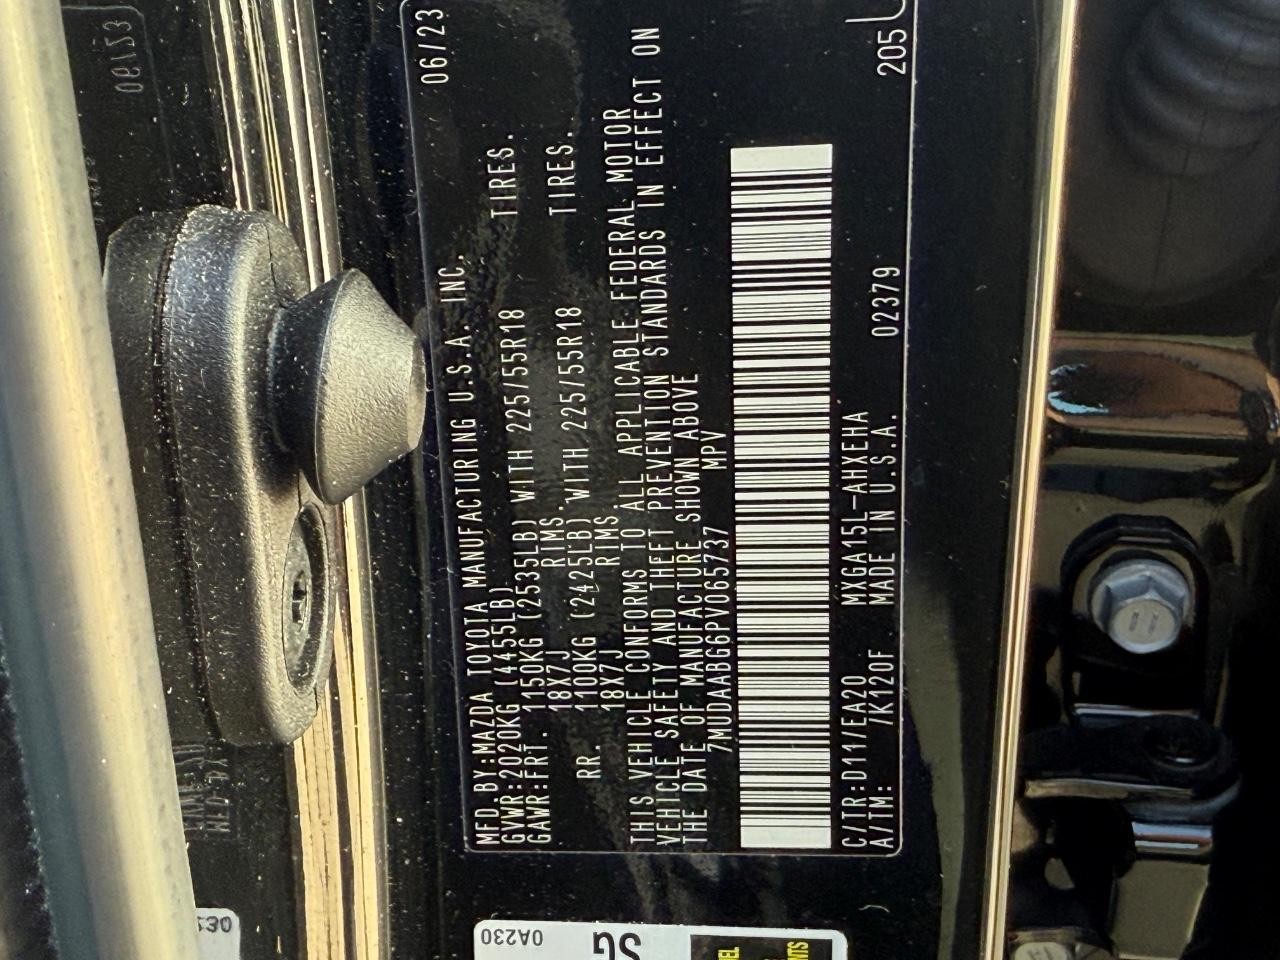 MFD.BY:MAZDA TOYOTA MANUFACTURING U.S.A. INC. 06/23
GVWR:2020KG (4455LB)
GAWR:FRT. 1150KG (2535LB) WITH 225/55R18 TIRES.
18X7J RIMS.
RR. 1100KG (2425LB) WITH 225/55R18 TIRES.
18X7J RIMS.
THIS VEHICLE CONFORMS TO ALL APPLICABLE FEDERAL MOTOR
VEHICLE SAFETY AND THEFT PREVENTION STANDARDS IN EFFECT ON
THE DATE OF MANUFACTURE SHOWN ABOVE
7MUDAABG6PV065737 MPV
C/TR:D11/EA20 MXGA15L-AHXEHA 205
A/TM: /K120F MADE IN U.S.A. 02379
0A230
SG